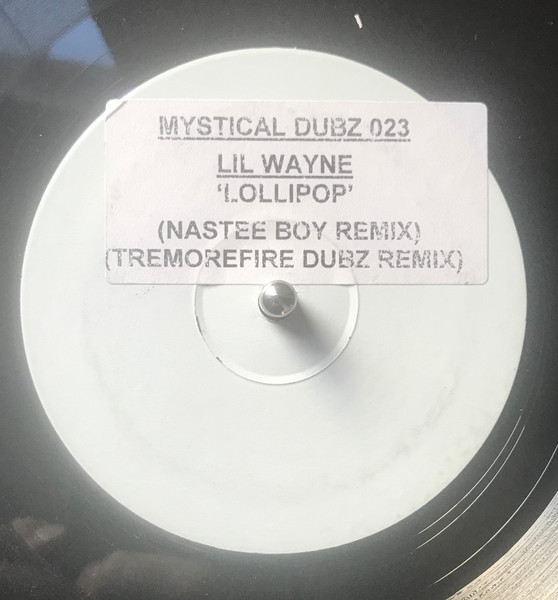 MYSTICAL DUBZ 023
LIL WAYNE
‘LOLLIPOP’
(NASTEE BOY REMIX)
(TREMOREFIRE DUBZ REMIX)